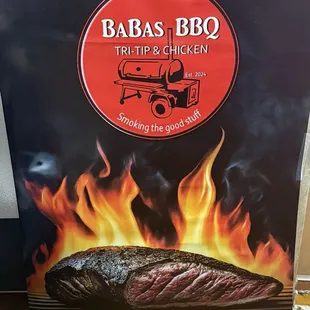 BABAS BBQ
TRI-TIP & CHICKEN
Est. 2024
Smoking the good stuff